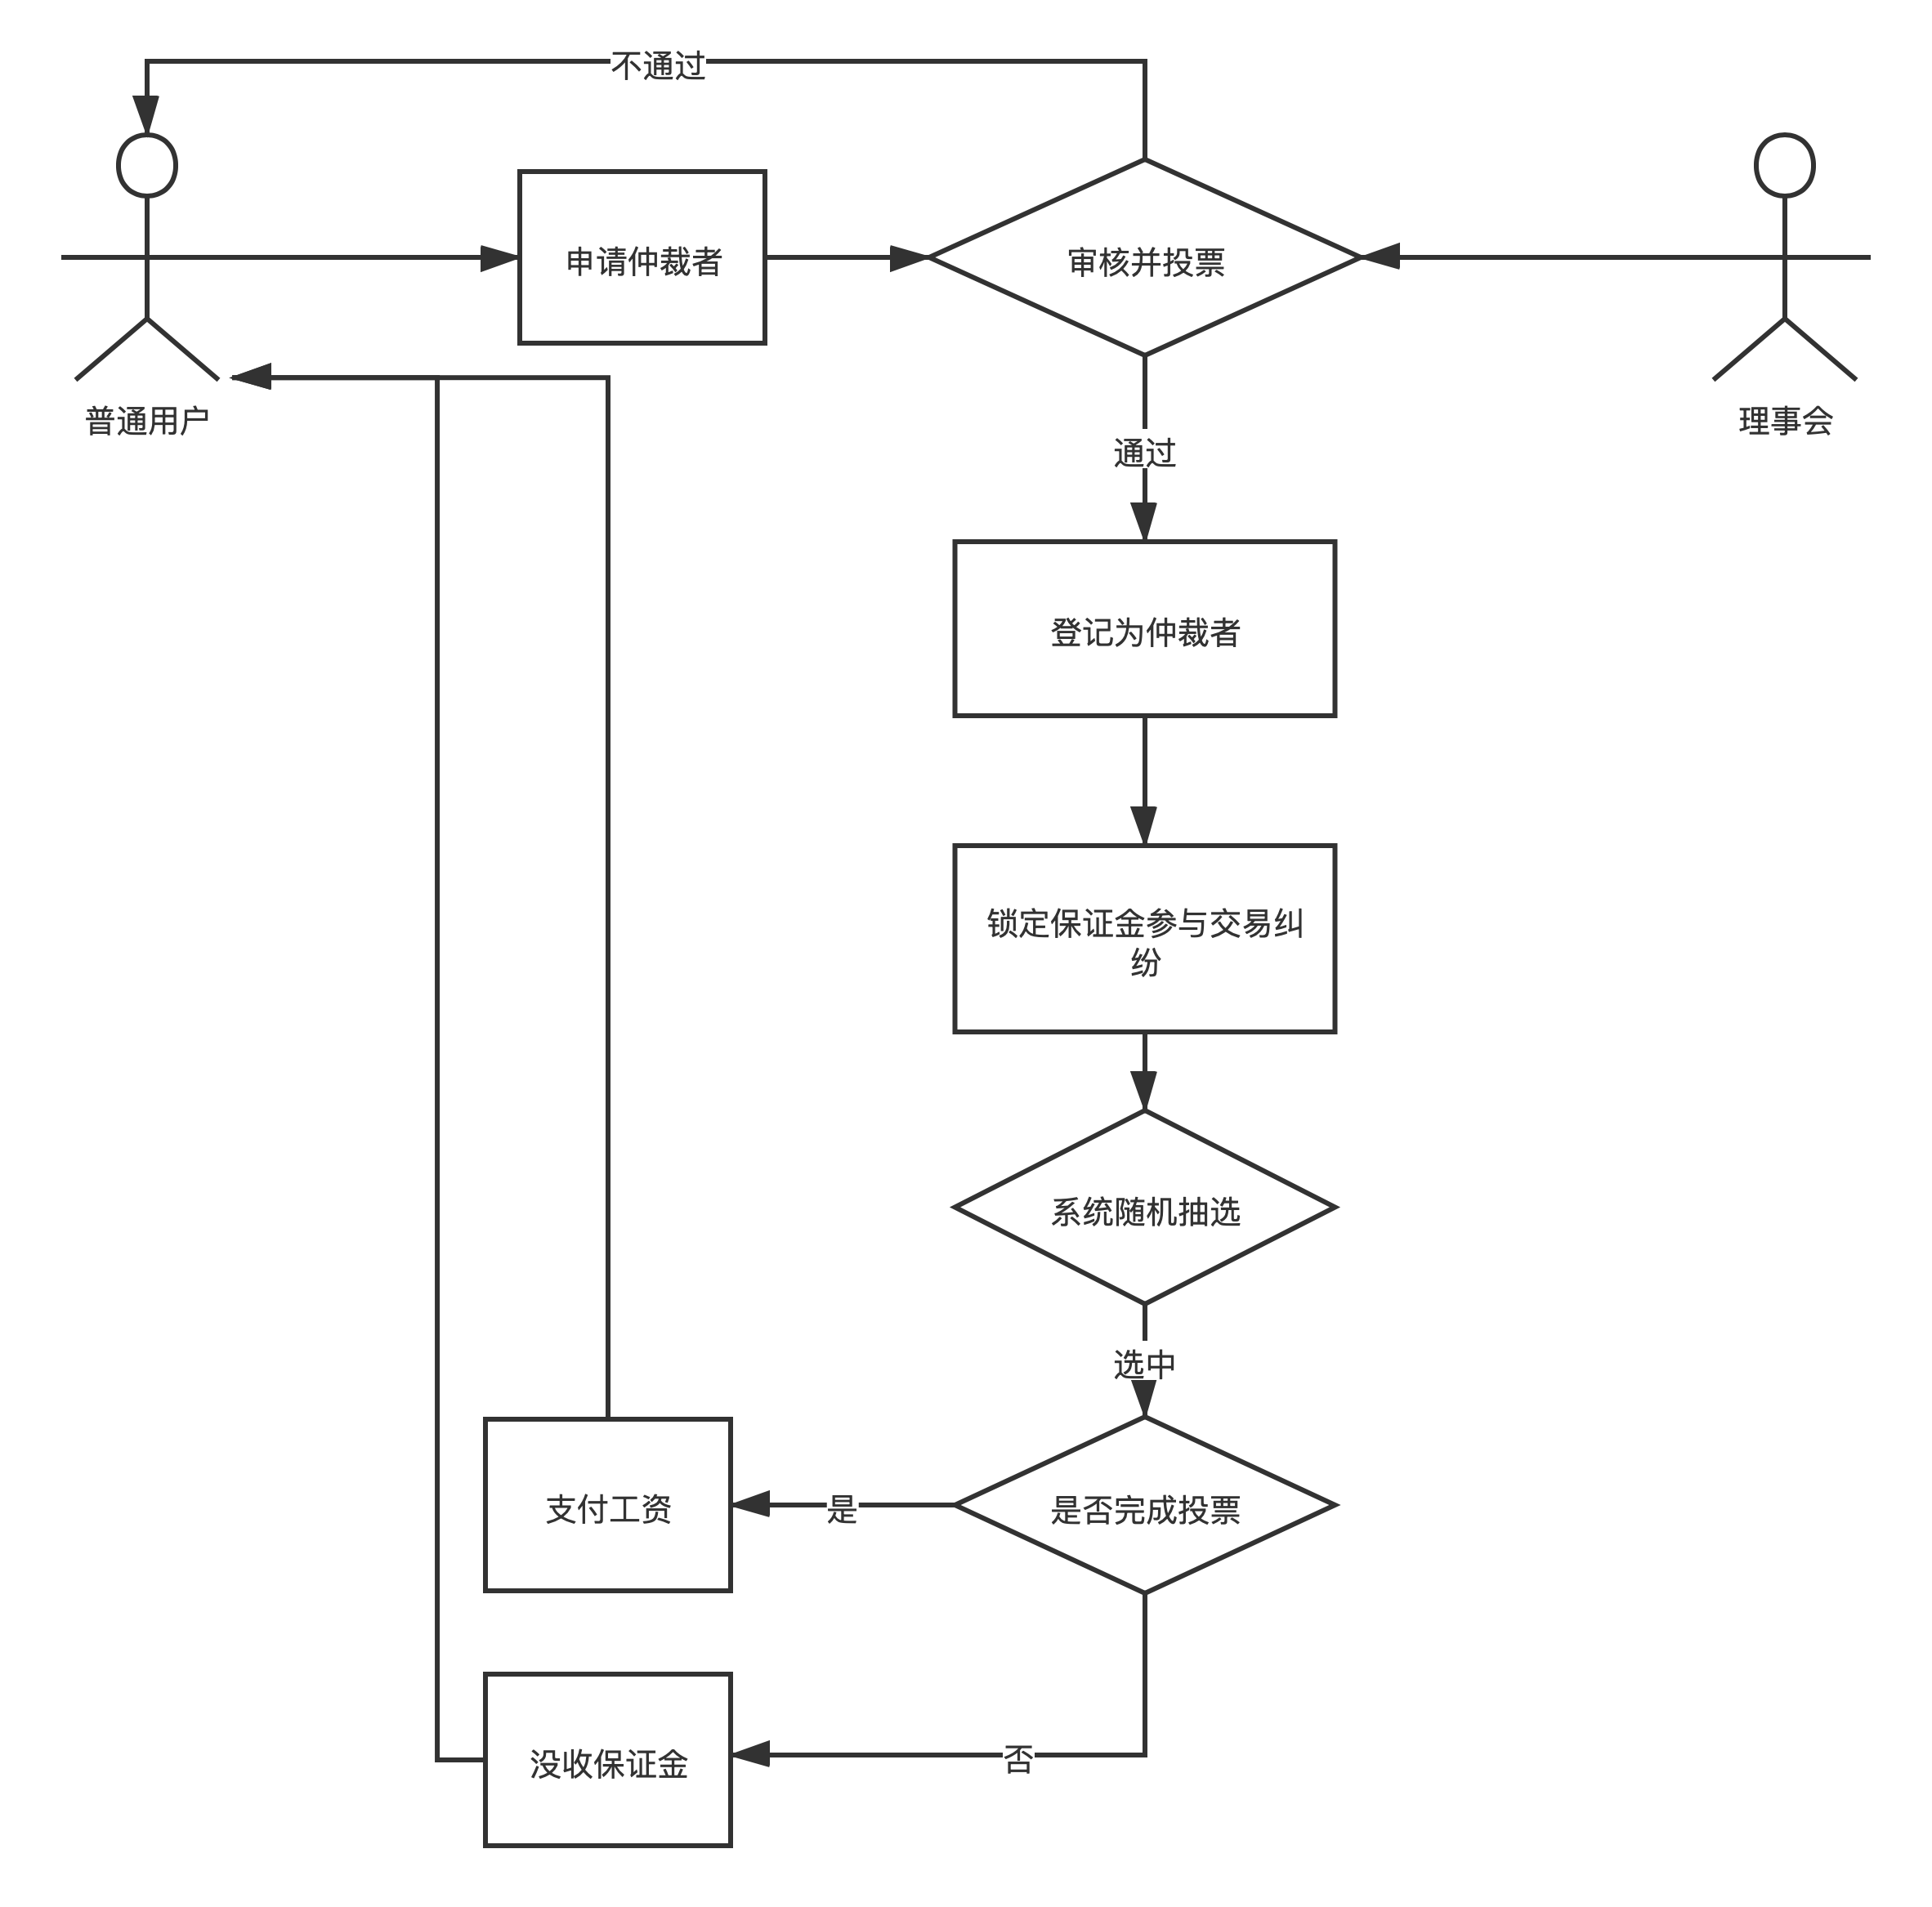 不通过
申请仲裁者
审核并投票
普通用户
理事会
通过
登记为仲裁者
锁定保证金参与交易纠
纷
系统随机抽选
选中
支付工资
是
是否完成投票
没收保证金
否